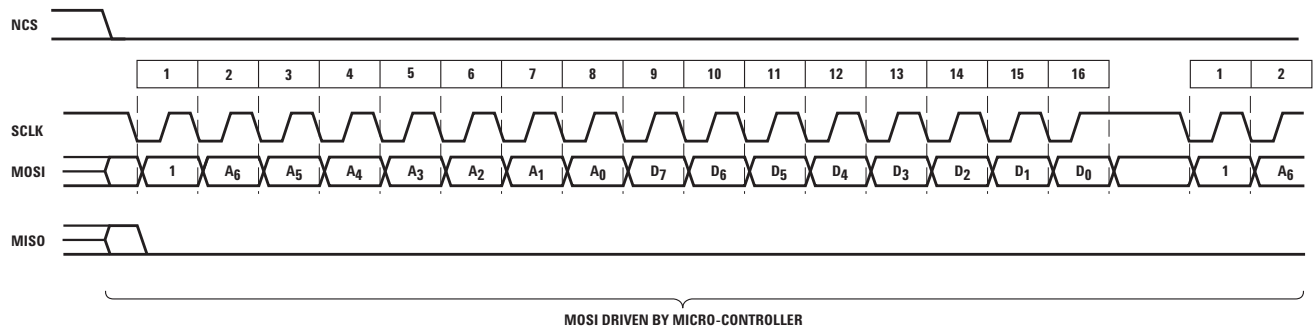 NCS
1 2 3 4 5 6 7 8 9 10 11 12 13 14 15 16 1 2
SCLK
MOSI 1 A6 A5 A4 A3 A2 A1 A0 D7 D6 D5 D4 D3 D2 D1 D0 1 A6
MISO
MOSI DRIVEN BY MICRO-CONTROLLER